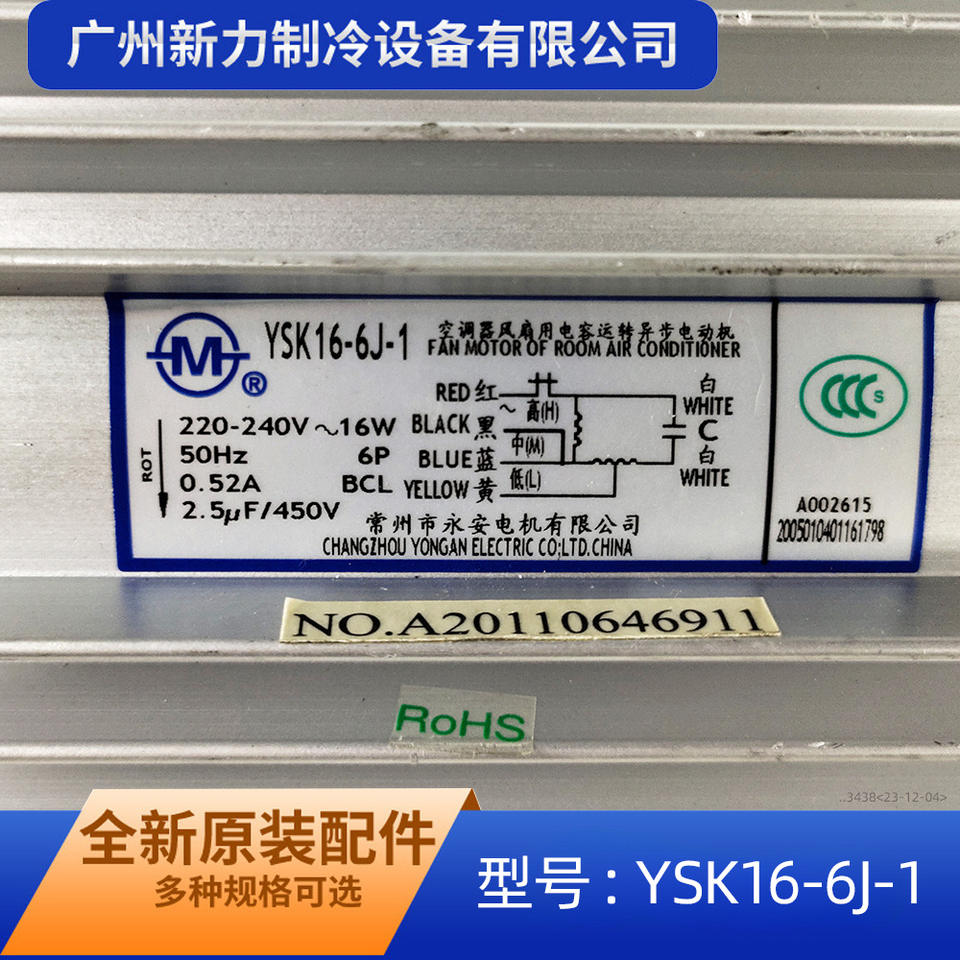 广州新力制冷设备有限公司
M
®
YSK16-6J-1
空调器风扇用电容运转异步电动机
FAN MOTOR OF ROOM AIR CONDITIONER
ROT
220-240V ~16W
50Hz 6P
0.52A BCL
2.5μF/450V
RED 红 ~ 高(H) 白 WHITE
BLACK 黑 中(M) C
BLUE 蓝 低(L) 白 WHITE
YELLOW 黄
常州市永安电机有限公司
CHANGZHOU YONGAN ELECTRIC CO;LTD.CHINA
CCC S
A002615
2005010401161798
NO.A20110646911
RoHS
..3438<23-12-04>
全新原装配件
多种规格可选
型号：YSK16-6J-1